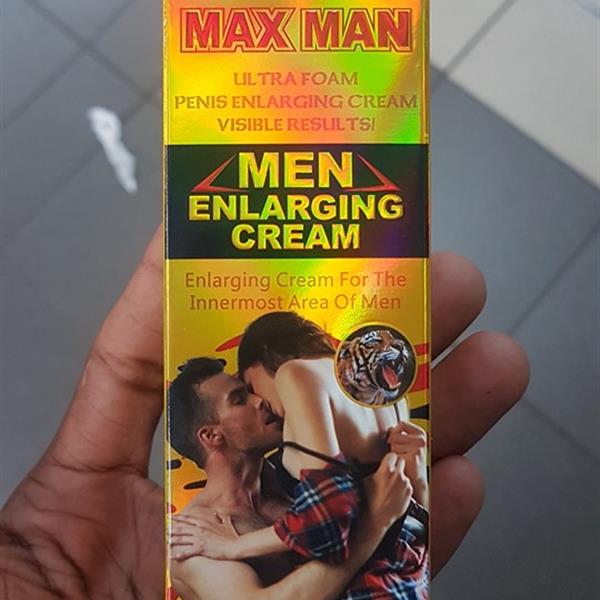 MAX MAN
ULTRA FOAM
PENIS ENLARGING CREAM
VISIBLE RESULTS!
MEN
ENLARGING
CREAM
Enlarging Cream For The
Innermost Area Of Men